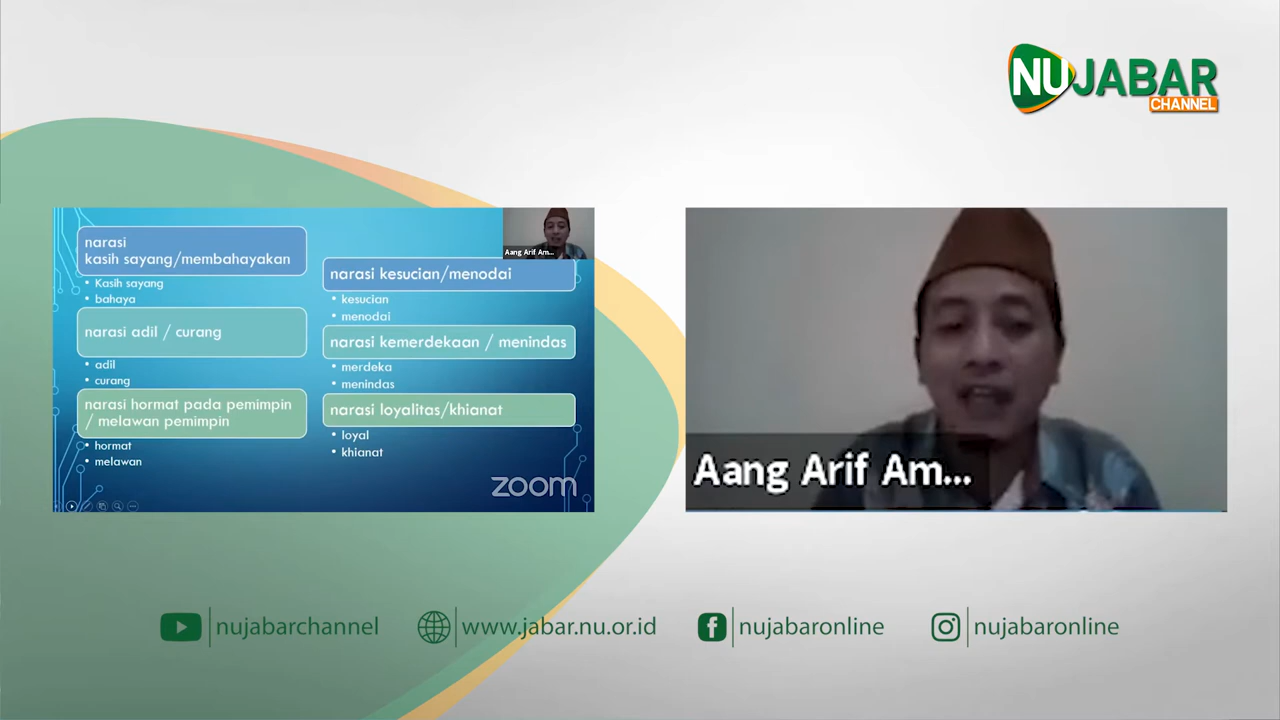 NU JABAR
CHANNEL
narasi
kasih sayang/membahayakan
• Kasih sayang
• bahaya
narasi adil / curang
• adil
• curang
narasi hormat pada pemimpin
/ melawan pemimpin
• hormat
• melawan
Aang Arif Am...
narasi kesucian/menodai
• kesucian
• menodai
narasi kemerdekaan / menindas
• merdeka
• menindas
narasi loyalitas/khianat
• loyal
• khianat
zoom
Aang Arif Am...
nujabarchannel
www.jabar.nu.or.id
nujabaronline
nujabaronline